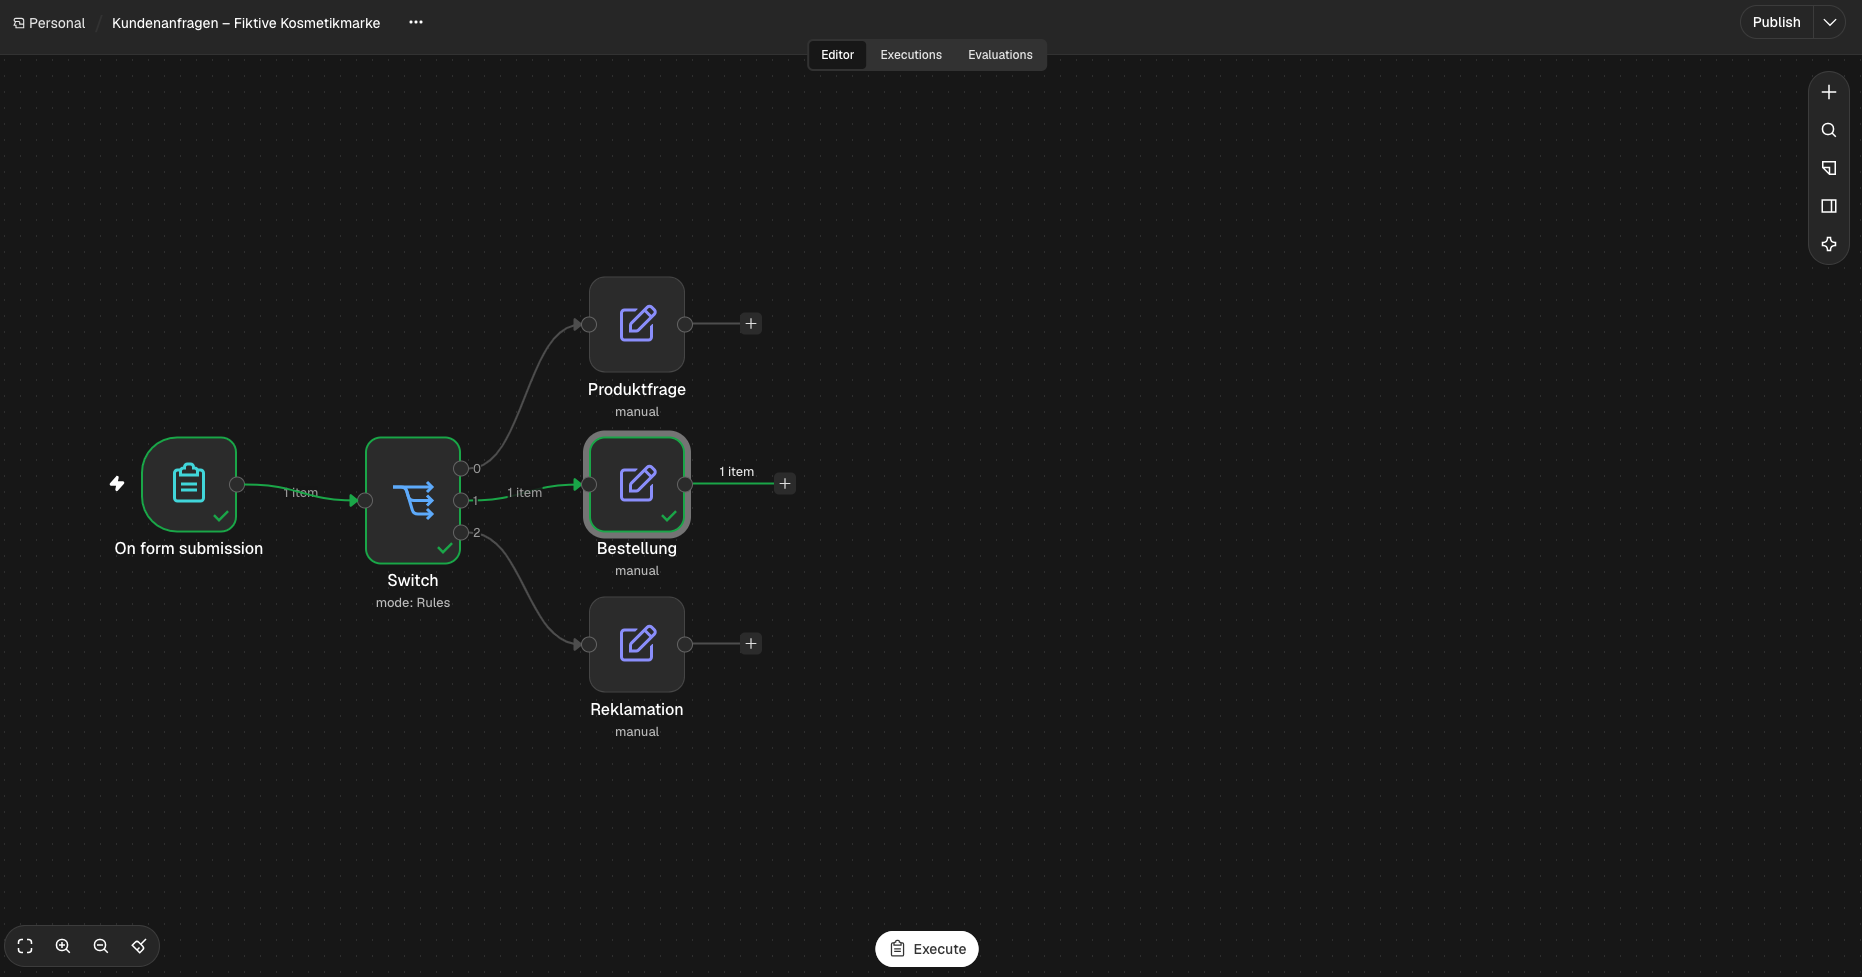 Personal / Kundenanfragen – Fiktive Kosmetikmarke ...
Publish
Editor Executions Evaluations
Produktfrage
manual
1 item
On form submission
0
1
2
1 item
Switch
mode: Rules
1 item
Bestellung
manual
Reklamation
manual
Execute